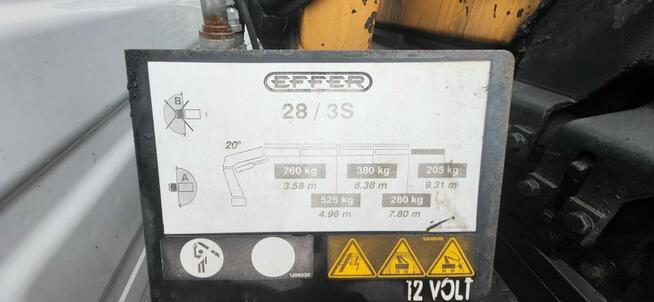 EFFER
28 / 3S
B
20°
A
760 kg 380 kg 205 kg
3.58 m 6.38 m 9.31 m
525 kg 280 kg
4.96 m 7.80 m
12 VOLT